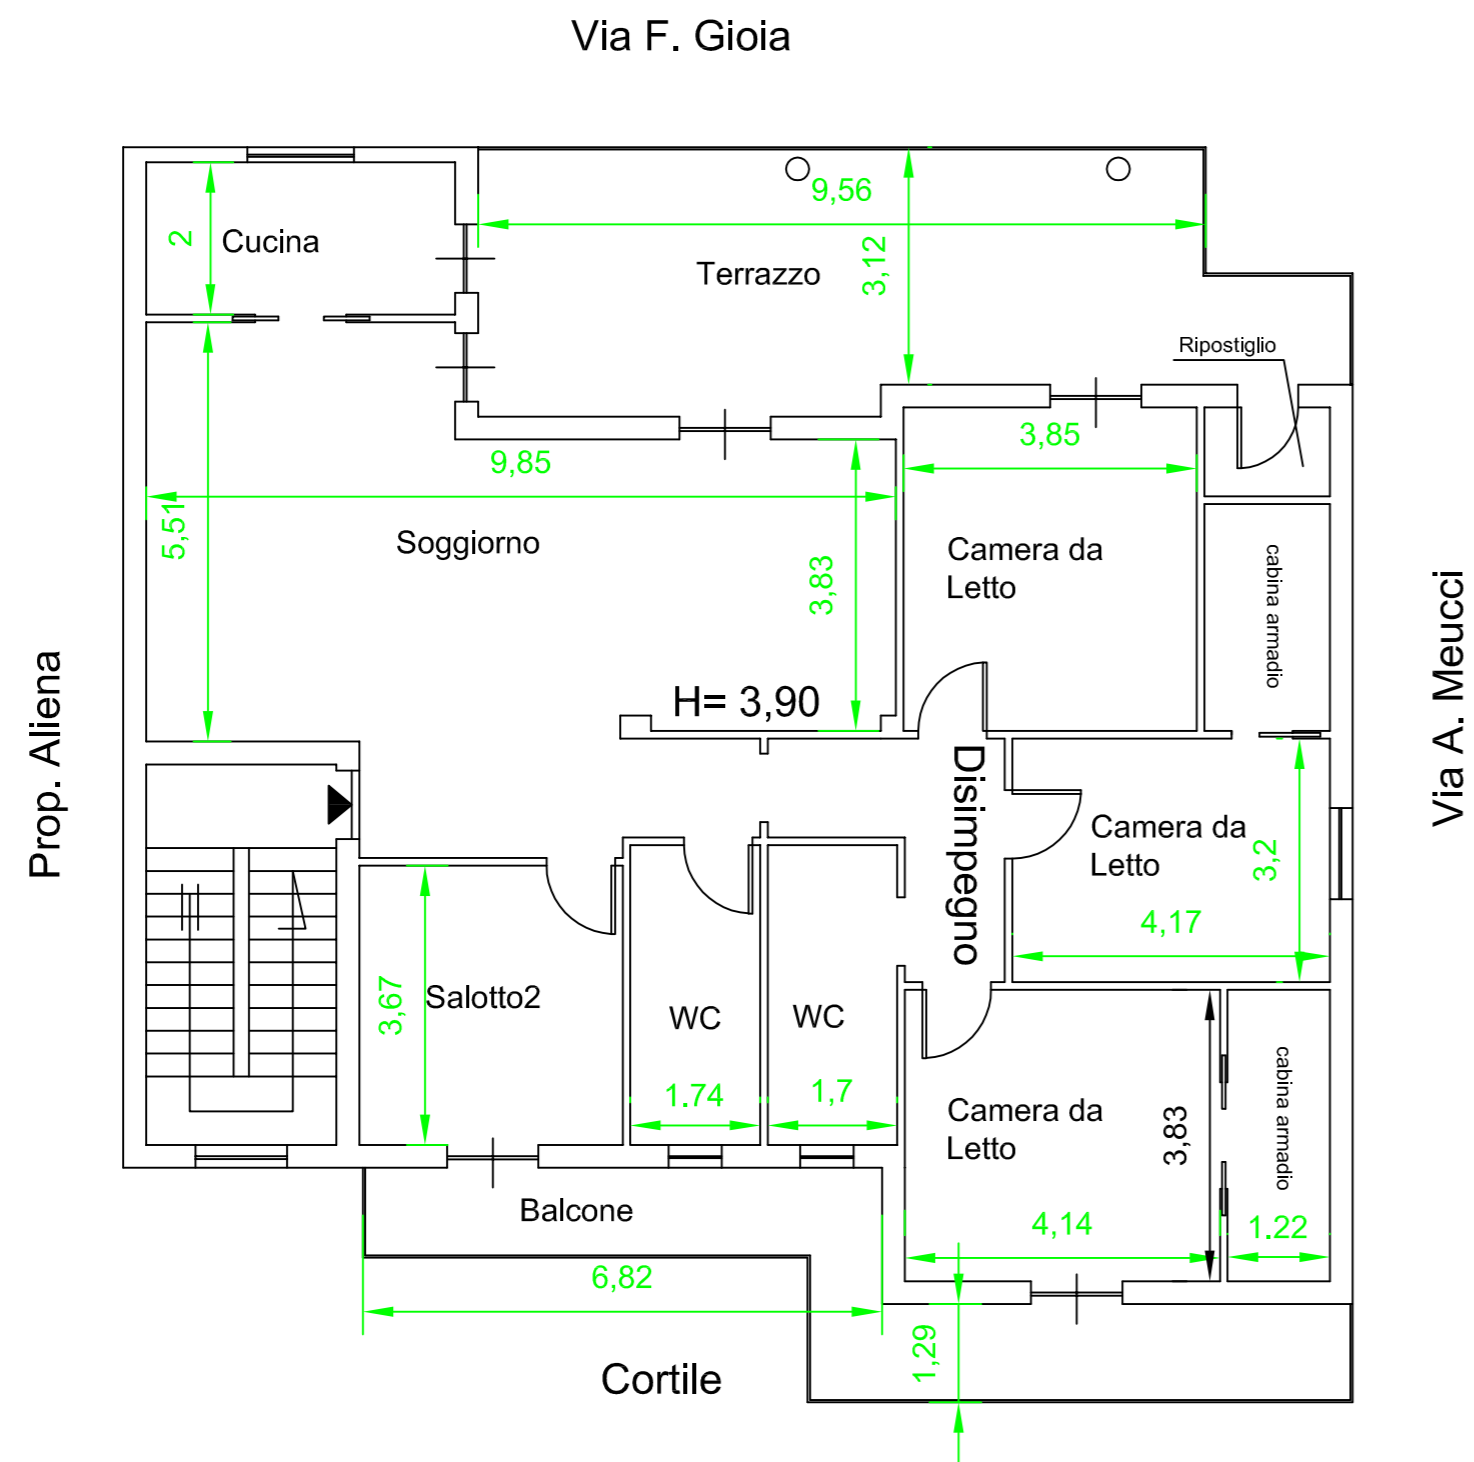 Via F. Gioia
9,56
2
Cucina
3,12
Terrazzo
Ripostiglio
9,85
3,85
5,51
Soggiorno
3,83
Camera da
Letto
cabina armadio
Prop. Aliena
Via A. Meucci
H= 3,90
Disimpegno
Camera da
Letto
3,2
4,17
3,67
Salotto2
WC
WC
1.74
1,7
Camera da
Letto
3,83
cabina armadio
4,14
1.22
Balcone
6,82
1,29
Cortile